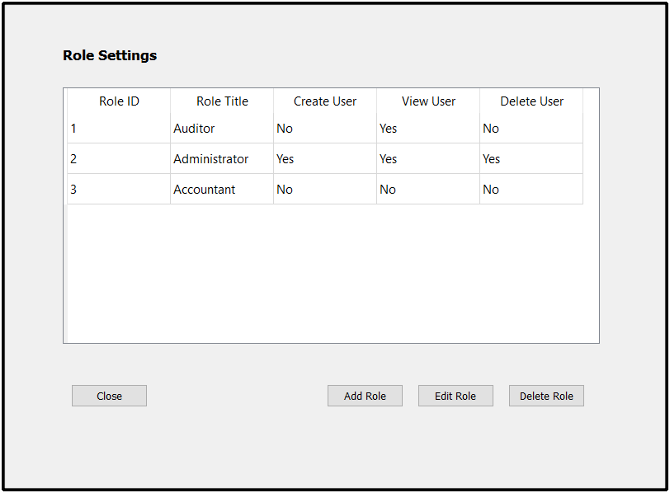 Role Settings
Role ID Role Title Create User View User Delete User
1 Auditor No Yes No
2 Administrator Yes Yes Yes
3 Accountant No No No
Close Add Role Edit Role Delete Role